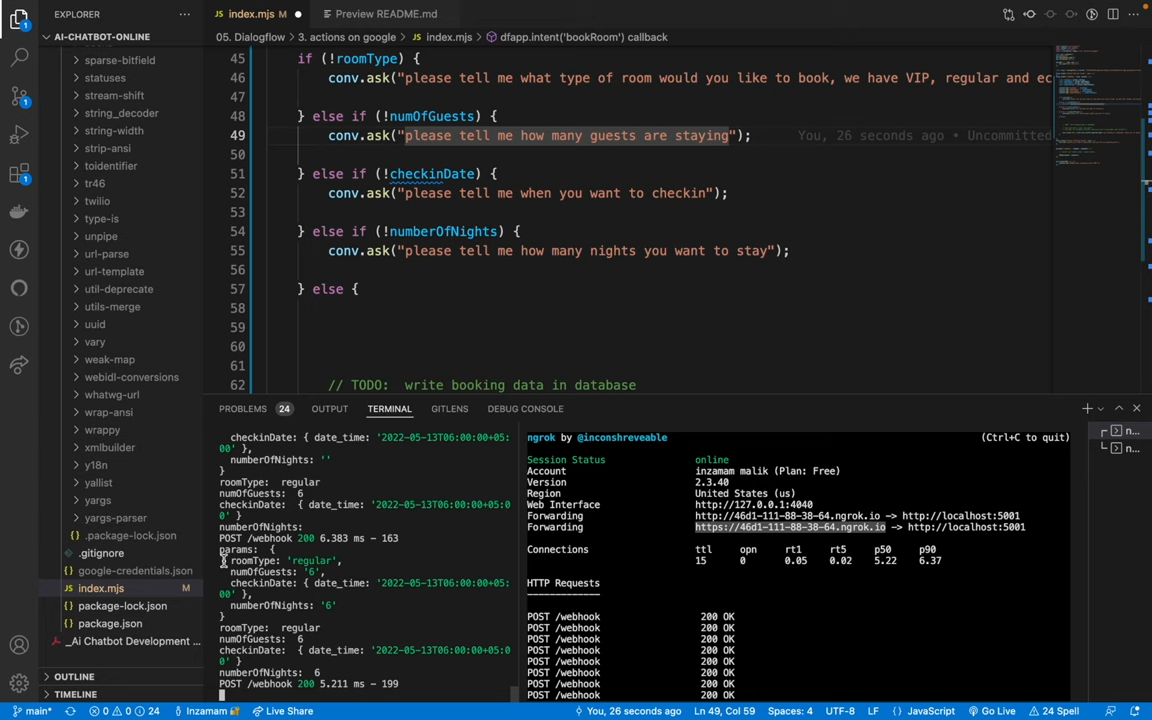 EXPLORER
index.mjs M
Preview README.md
AI-CHATBOT-ONLINE
05. Dialogflow > 3. actions on google > index.mjs > dfapp.intent('bookRoom') callback
sparse-bitfield
statuses
stream-shift
string_decoder
string-width
strip-ansi
toidentifier
tr46
twilio
type-is
unpipe
url-parse
url-template
util-deprecate
utils-merge
uuid
vary
weak-map
webidl-conversions
whatwg-url
wrap-ansi
wrappy
xmlbuilder
y18n
yallist
yargs
yargs-parser
.package-lock.json
.gitignore
google-credentials.json
index.mjs M
package-lock.json
package.json
_Ai Chatbot Development ...
OUTLINE
TIMELINE
45 if (!roomType) {
46 conv.ask("please tell me what type of room would you like to book, we have VIP, regular and ec
47
48 } else if (!numOfGuests) {
49 conv.ask("please tell me how many guests are staying"); You, 26 seconds ago • Uncommitted
50
51 } else if (!checkinDate) {
52 conv.ask("please tell me when you want to checkin");
53
54 } else if (!numberOfNights) {
55 conv.ask("please tell me how many nights you want to stay");
56
57 } else {
58
59
60
61
62 // TODO: write booking data in database
PROBLEMS 24 OUTPUT TERMINAL GITLENS DEBUG CONSOLE
checkinDate: { date_time: '2022-05-13T06:00:00+05:
00' },
numberOfNights: ''
}
roomType: regular
numOfGuests: 6
checkinDate: { date_time: '2022-05-13T06:00:00+05:0
0' }
numberOfNights:
POST /webhook 200 6.383 ms - 163
params: {
roomType: 'regular',
numOfGuests: '6',
checkinDate: { date_time: '2022-05-13T06:00:00+05:
00' },
numberOfNights: '6'
}
roomType: regular
numOfGuests: 6
checkinDate: { date_time: '2022-05-13T06:00:00+05:0
0' }
numberOfNights: 6
POST /webhook 200 5.211 ms - 199
ngrok by @inconshreveable (Ctrl+C to quit)
Session Status online
Account inzamam malik (Plan: Free)
Version 2.3.40
Region United States (us)
Web Interface http://127.0.0.1:4040
Forwarding http://46d1-111-88-38-64.ngrok.io -> http://localhost:5001
Forwarding https://46d1-111-88-38-64.ngrok.io -> http://localhost:5001
Connections ttl opn rt1 rt5 p50 p90
15 0 0.05 0.02 5.22 6.37
HTTP Requests
-------------
POST /webhook 200 OK
POST /webhook 200 OK
POST /webhook 200 OK
POST /webhook 200 OK
POST /webhook 200 OK
POST /webhook 200 OK
POST /webhook 200 OK
POST /webhook 200 OK
n...
n...
main* 0 0 24 Inzamam Live Share You, 26 seconds ago Ln 49, Col 59 Spaces: 4 UTF-8 LF {} JavaScript Go Live 24 Spell